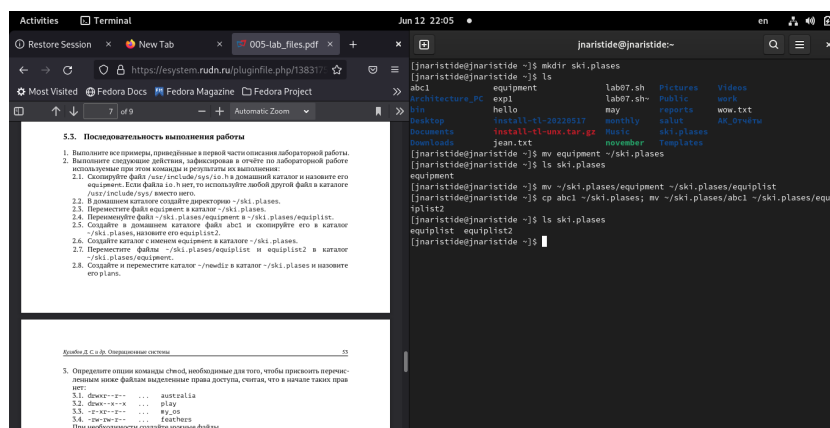 Activities Terminal Jun 12 22:05 en
Restore Session × New Tab × 005-lab_files.pdf × + ×
https://esystem.rudn.ru/pluginfile.php/138317
Most Visited Fedora Docs Fedora Magazine Fedora Project
7 of 9 — + Automatic Zoom
5.3. Последовательность выполнения работы
1. Выполните все примеры, приведённые в первой части описания лабораторной работы.
2. Выполните следующие действия, зафиксировав в отчёте по лабораторной работе
используемые при этом команды и результаты их выполнения:
2.1. Скопируйте файл /usr/include/sys/io.h в домашний каталог и назовите его
equipment. Если файла io.h нет, то используйте любой другой файл в каталоге
/usr/include/sys/ вместо него.
2.2. В домашнем каталоге создайте директорию ~/ski.plases.
2.3. Переместите файл equipment в каталог ~/ski.plases.
2.4. Переименуйте файл ~/ski.plases/equipment в ~/ski.plases/equiplist.
2.5. Создайте в домашнем каталоге файл abc1 и скопируйте его в каталог
~/ski.plases, назовите его equiplist2.
2.6. Создайте каталог с именем equipment в каталоге ~/ski.plases.
2.7. Переместите файлы ~/ski.plases/equiplist и equiplist2 в каталог
~/ski.plases/equipment.
2.8. Создайте и переместите каталог ~/newdir в каталог ~/ski.plases и назовите
его plans.
Кулябов Д. С. и др. Операционные системы 53
3. Определите опции команды chmod, необходимые для того, чтобы присвоить перечис-
ленным ниже файлам выделенные права доступа, считая, что в начале таких прав
нет:
3.1. drwxr--r-- ... australia
3.2. drwx--x--x ... play
3.3. -r-xr--r-- ... my_os
3.4. -rw-rw-r-- ... feathers
При необходимости создайте нужные файлы.
jnaristide@jnaristide:~
[jnaristide@jnaristide ~]$ mkdir ski.plases
[jnaristide@jnaristide ~]$ ls
abc1 equipment lab07.sh Pictures Videos
Architecture_PC exp1 lab07.sh~ Public work
bin hello may reports wow.txt
Desktop install-tl-20220517 monthly salut АК_Отчёты
Documents install-tl-unx.tar.gz Music ski.plases
Downloads jean.txt november Templates
[jnaristide@jnaristide ~]$ mv equipment ~/ski.plases
[jnaristide@jnaristide ~]$ ls ski.plases
equipment
[jnaristide@jnaristide ~]$ mv ~/ski.plases/equipment ~/ski.plases/equiplist
[jnaristide@jnaristide ~]$ cp abc1 ~/ski.plases; mv ~/ski.plases/abc1 ~/ski.plases/equ
iplist2
[jnaristide@jnaristide ~]$ ls ski.plases
equiplist equiplist2
[jnaristide@jnaristide ~]$